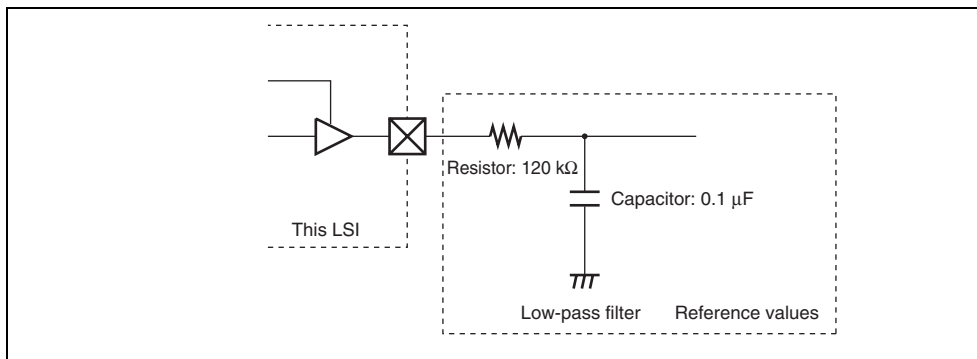 Resistor: 120 kΩ
Capacitor: 0.1 μF
This LSI
Low-pass filter
Reference values